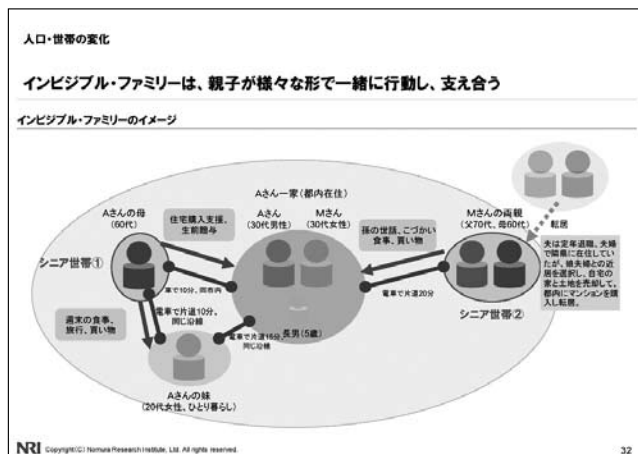 人口・世帯の変化
インビジブル・ファミリーは、親子が様々な形で一緒に行動し、支え合う
インビジブル・ファミリーのイメージ
Aさん一家(都内在住)
Aさんの母
(60代)
住宅購入支援、
生前贈与
Aさん
(30代男性)
Mさん
(30代女性)
孫の世話、こづかい
食事、買い物
Mさんの両親
(父70代、母60代)
転居
夫は定年退職。夫婦
で隣県に在住してい
たが、娘夫婦との近
居を選択し、自宅の
家と土地を売却して、
都内にマンションを購
入し転居。
シニア世帯①
車で10分、同市内
電車で片道20分
シニア世帯②
週末の食事、
旅行、買い物
電車で片道10分、
同じ沿線
電車で片道15分、
同じ沿線
長男(5歳)
Aさんの妹
(20代女性、ひとり暮らし)
NRI Copyright(C) Nomura Research Institute, Ltd. All rights reserved.
32